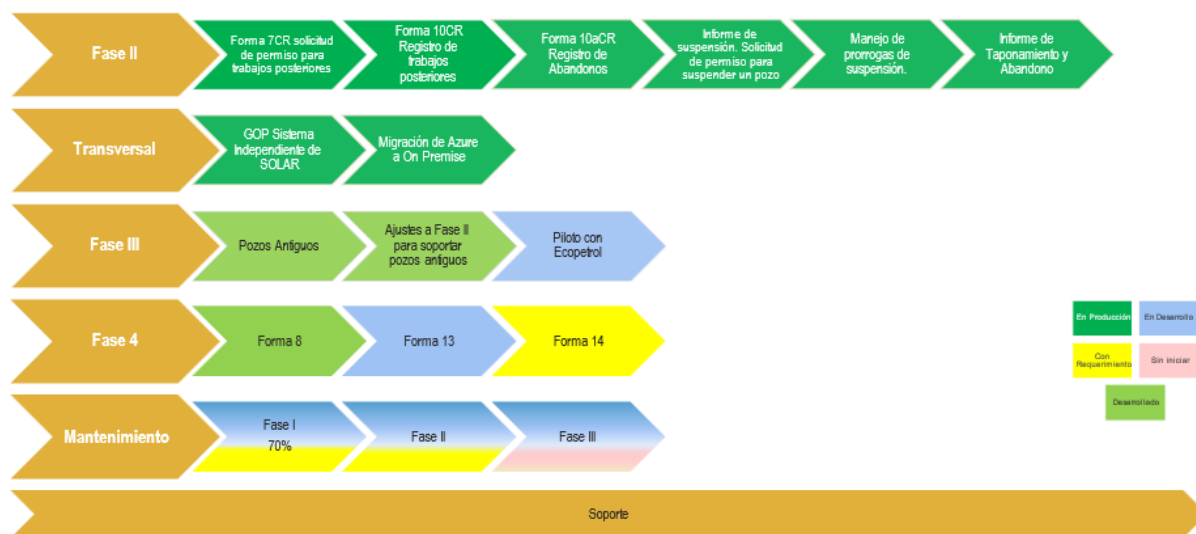 Fase II
Forma 7CR solicitud
de permiso para
trabajos posteriores
Forma 10CR
Registro de
trabajos
posteriores
Forma 10aCR
Registro de
Abandonos
Informe de
suspensión. Solicitud
de permiso para
suspender un pozo
Manejo de
prorrogas de
suspensión.
Informe de
Taponamiento y
Abandono
Transversal
GOP Sistema
Independiente de
SOLAR
Migración de Azure
a On Premise
Fase III
Pozos Antiguos
Ajustes a Fase II
para soportar
pozos antiguos
Piloto con
Ecopetrol
Fase 4
Forma 8
Forma 13
Forma 14
En Producción
En Desarrollo
Con
Requerimiento
Sin iniciar
Desarrollado
Mantenimiento
Fase I
70%
Fase II
Fase III
Soporte